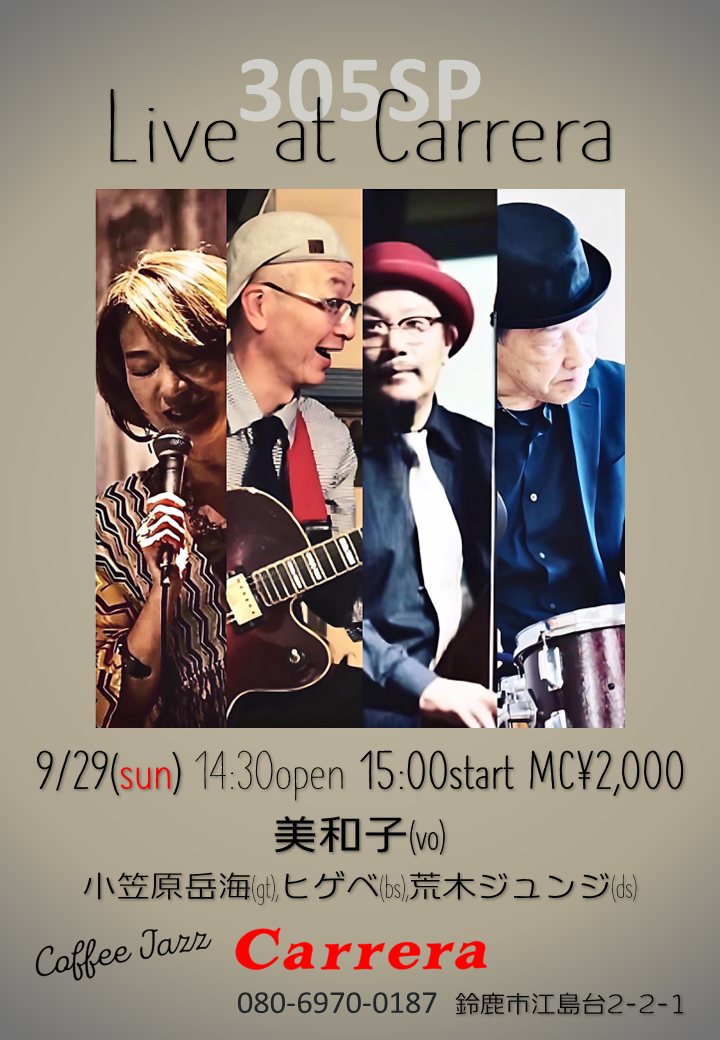 305SP
Live at Carrera
9/29(sun) 14:30open 15:00start MC¥2,000
美和子(vo)
小笠原岳海(gt),ヒゲベ(bs),荒木ジュンジ(ds)
Coffee Jazz Carrera
080-6970-0187 鈴鹿市江島台2-2-1